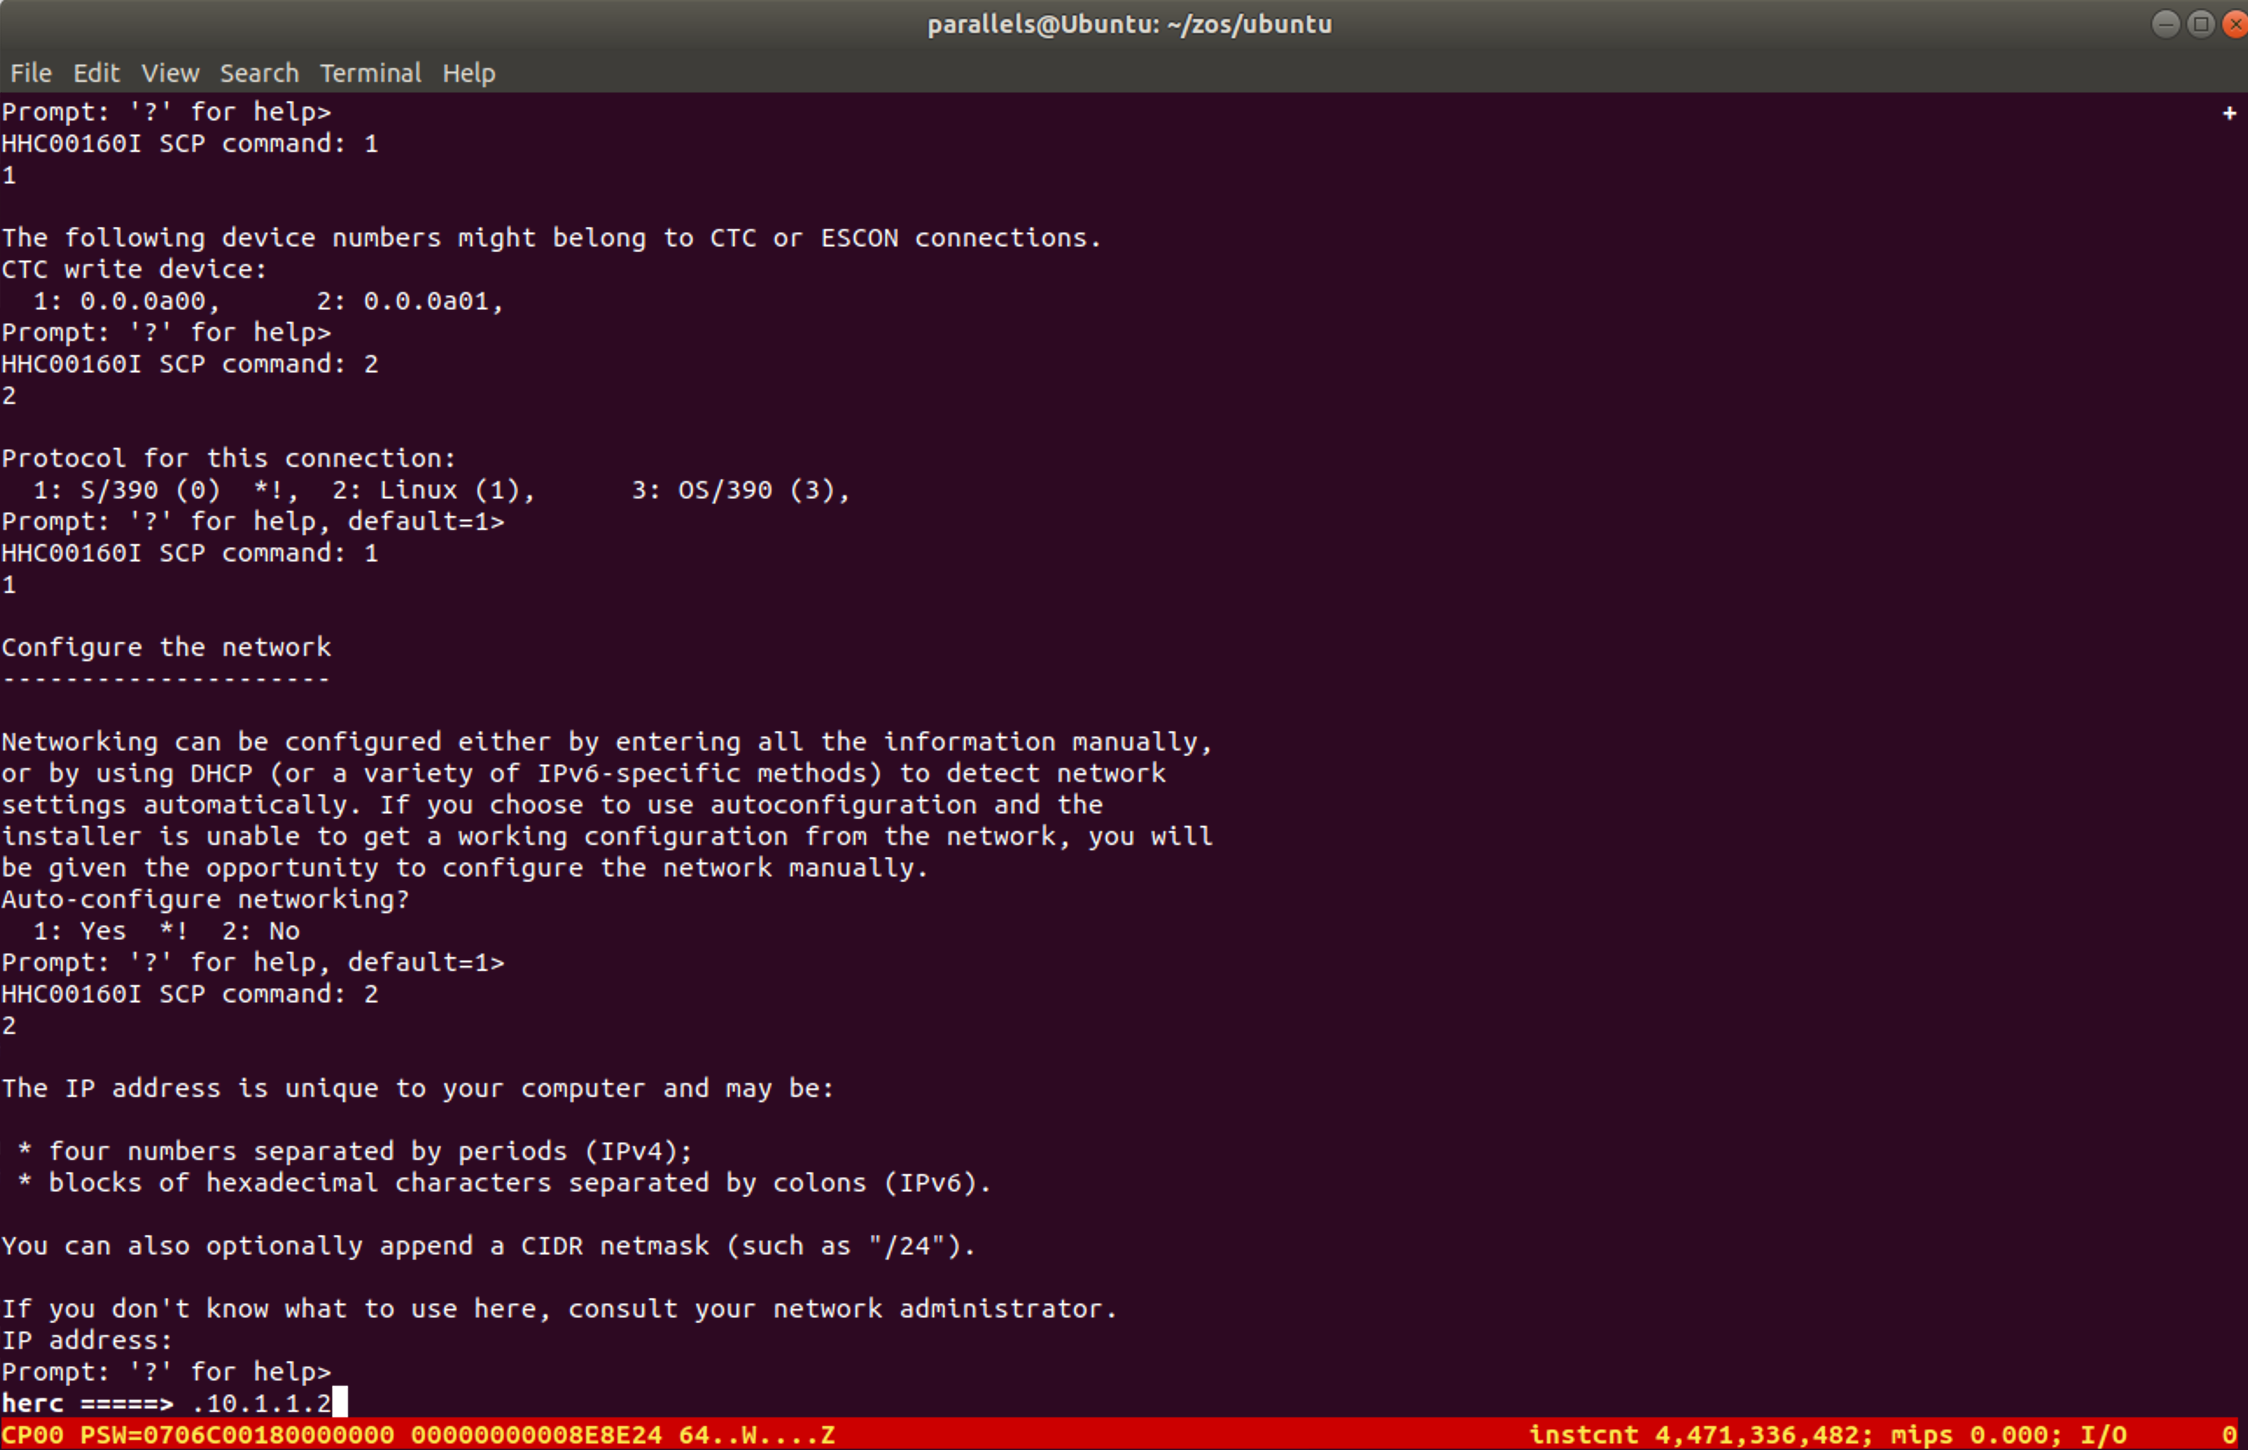 parallels@Ubuntu: ~/zos/ubuntu
File Edit View Search Terminal Help
Prompt: '?' for help> +
HHC00160I SCP command: 1
1
The following device numbers might belong to CTC or ESCON connections.
CTC write device:
  1: 0.0.0a00,      2: 0.0.0a01,
Prompt: '?' for help>
HHC00160I SCP command: 2
2
Protocol for this connection:
  1: S/390 (0)  *!,  2: Linux (1),      3: OS/390 (3),
Prompt: '?' for help, default=1>
HHC00160I SCP command: 1
1
Configure the network
---------------------
Networking can be configured either by entering all the information manually,
or by using DHCP (or a variety of IPv6-specific methods) to detect network
settings automatically. If you choose to use autoconfiguration and the
installer is unable to get a working configuration from the network, you will
be given the opportunity to configure the network manually.
Auto-configure networking?
  1: Yes  *!  2: No
Prompt: '?' for help, default=1>
HHC00160I SCP command: 2
2
The IP address is unique to your computer and may be:
 * four numbers separated by periods (IPv4);
 * blocks of hexadecimal characters separated by colons (IPv6).
You can also optionally append a CIDR netmask (such as "/24").
If you don't know what to use here, consult your network administrator.
IP address:
Prompt: '?' for help>
herc =====> .10.1.1.2
CP00 PSW=0706C00180000000 00000000008E8E24 64..W....Z instcnt 4,471,336,482; mips 0.000; I/O 0